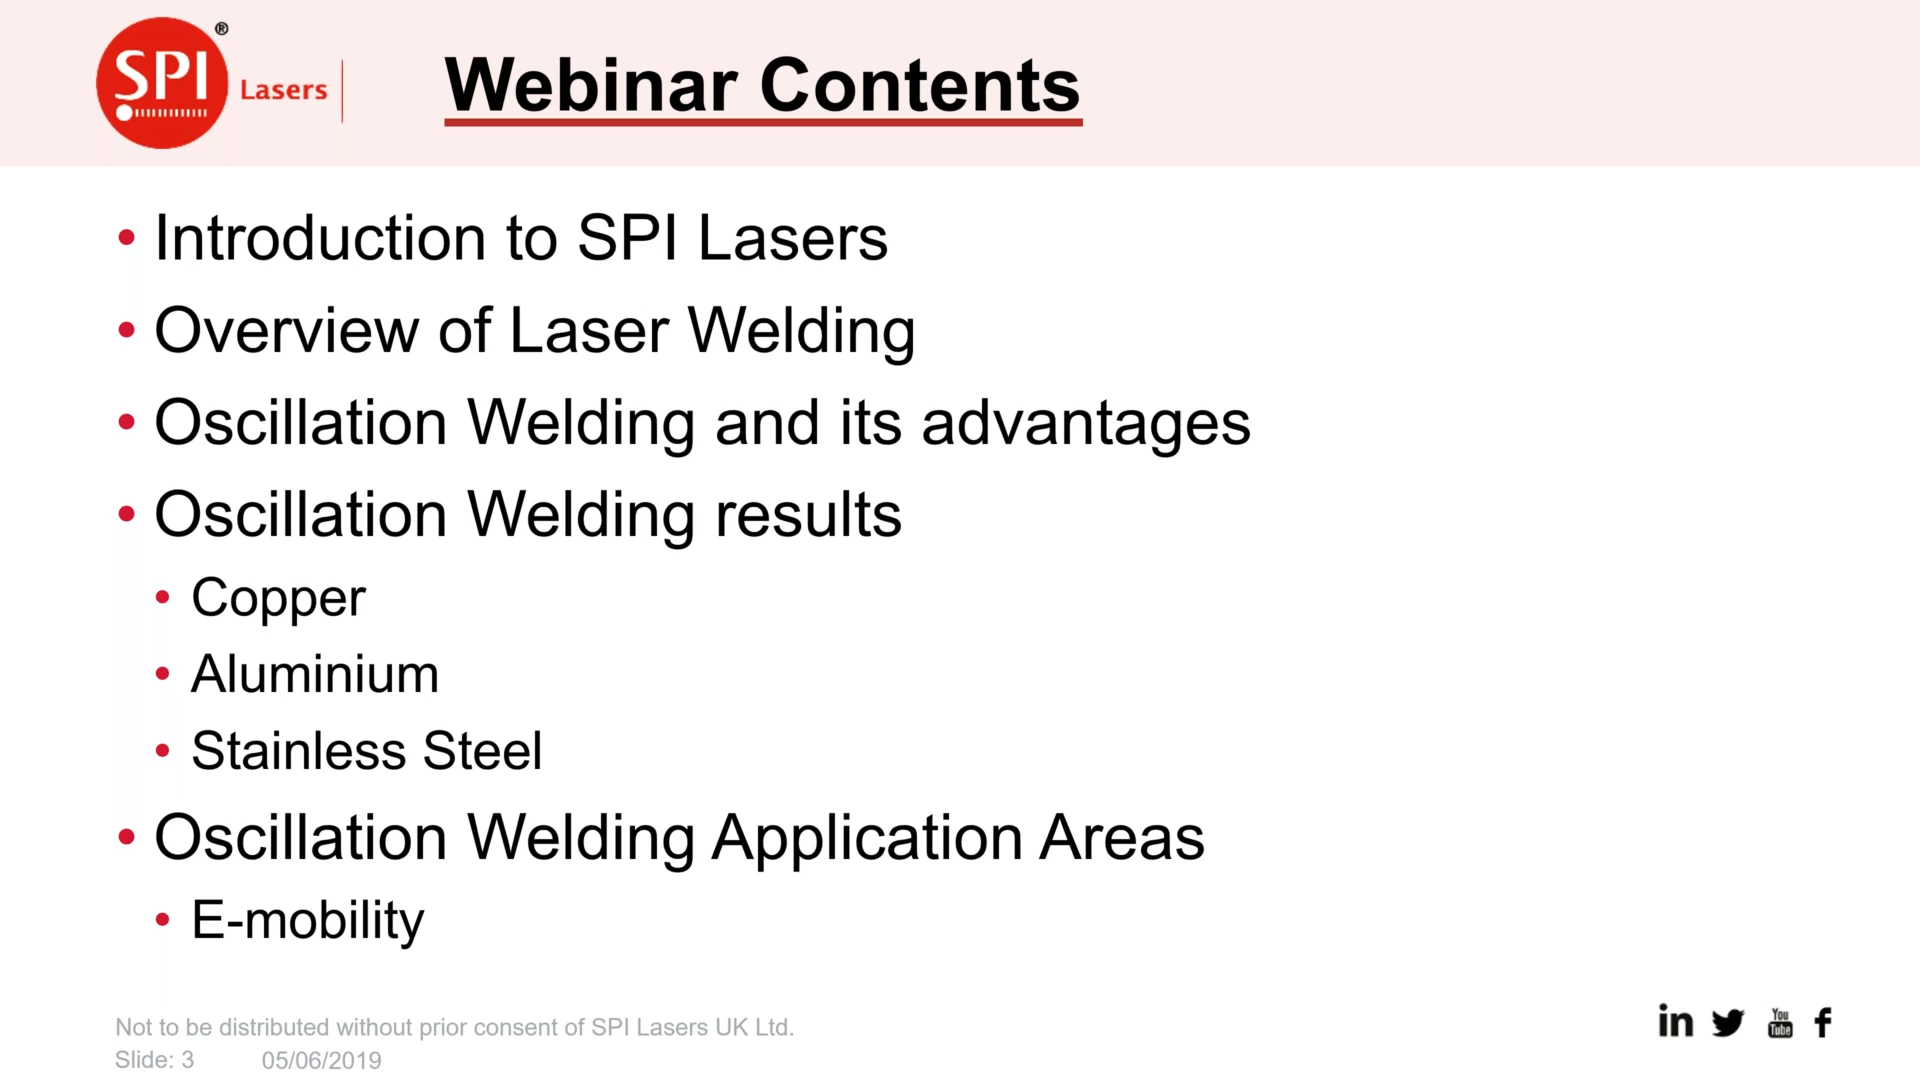 SPI®
Lasers
Webinar Contents
• Introduction to SPI Lasers
• Overview of Laser Welding
• Oscillation Welding and its advantages
• Oscillation Welding results
• Copper
• Aluminium
• Stainless Steel
• Oscillation Welding Application Areas
• E-mobility
Not to be distributed without prior consent of SPI Lasers UK Ltd.
Slide: 3 05/06/2019
in You Tube f